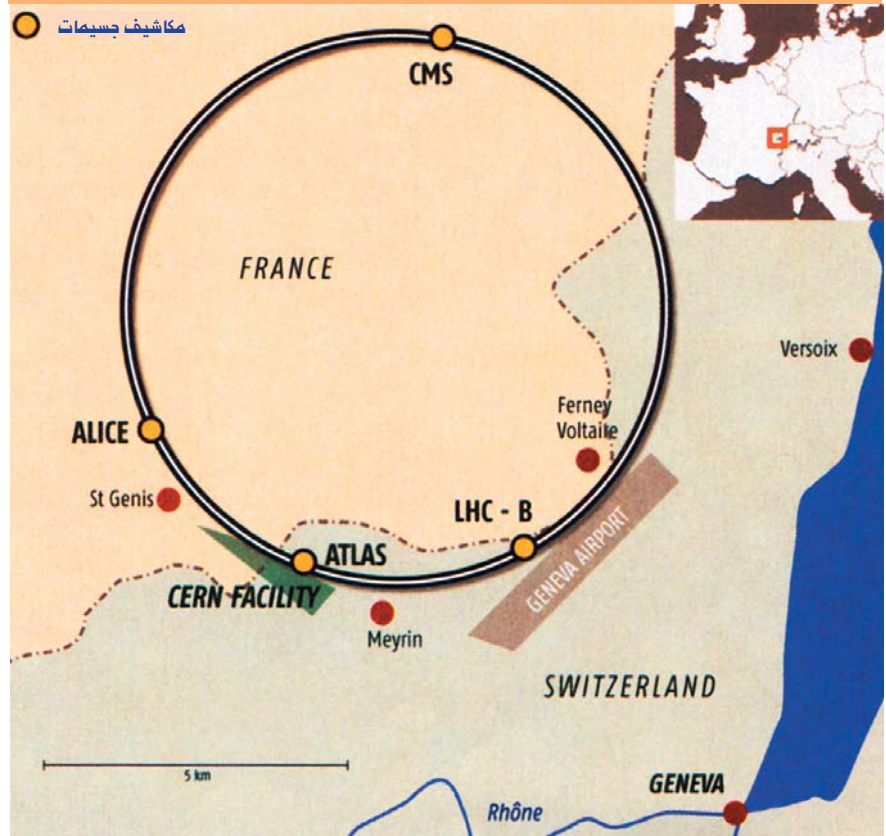 مكاشيف جسيمات
CMS
FRANCE
Versoix
Ferney
Voltaire
ALICE
St Genis
LHC - B
GENEVA AIRPORT
ATLAS
CERN FACILITY
Meyrin
SWITZERLAND
5 km
GENEVA
Rhône